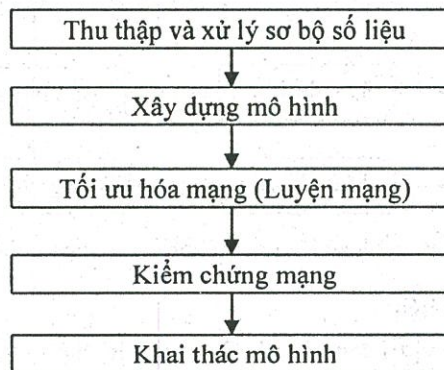 Thu thập và xử lý sơ bộ số liệu
Xây dựng mô hình
Tối ưu hóa mạng (Luyện mạng)
Kiểm chứng mạng
Khai thác mô hình